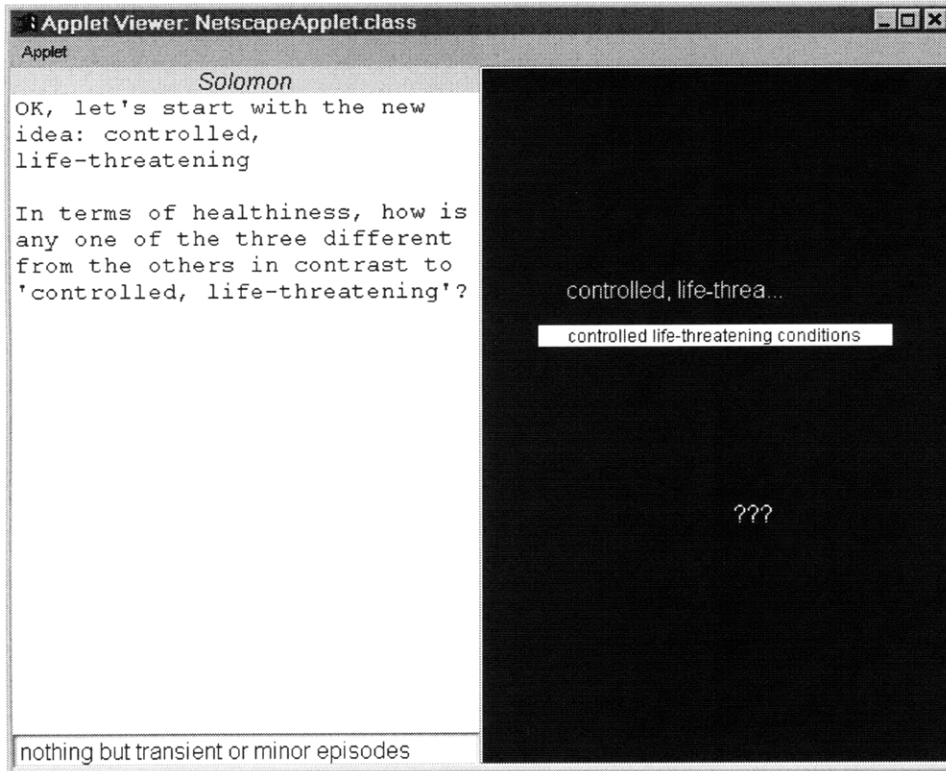 Applet Viewer: NetscapeApplet.class
Applet
Solomon
OK, let's start with the new
idea: controlled,
life-threatening
In terms of healthiness, how is
any one of the three different
from the others in contrast to
'controlled, life-threatening'?
nothing but transient or minor episodes
controlled, life-threa...
controlled life-threatening conditions
???